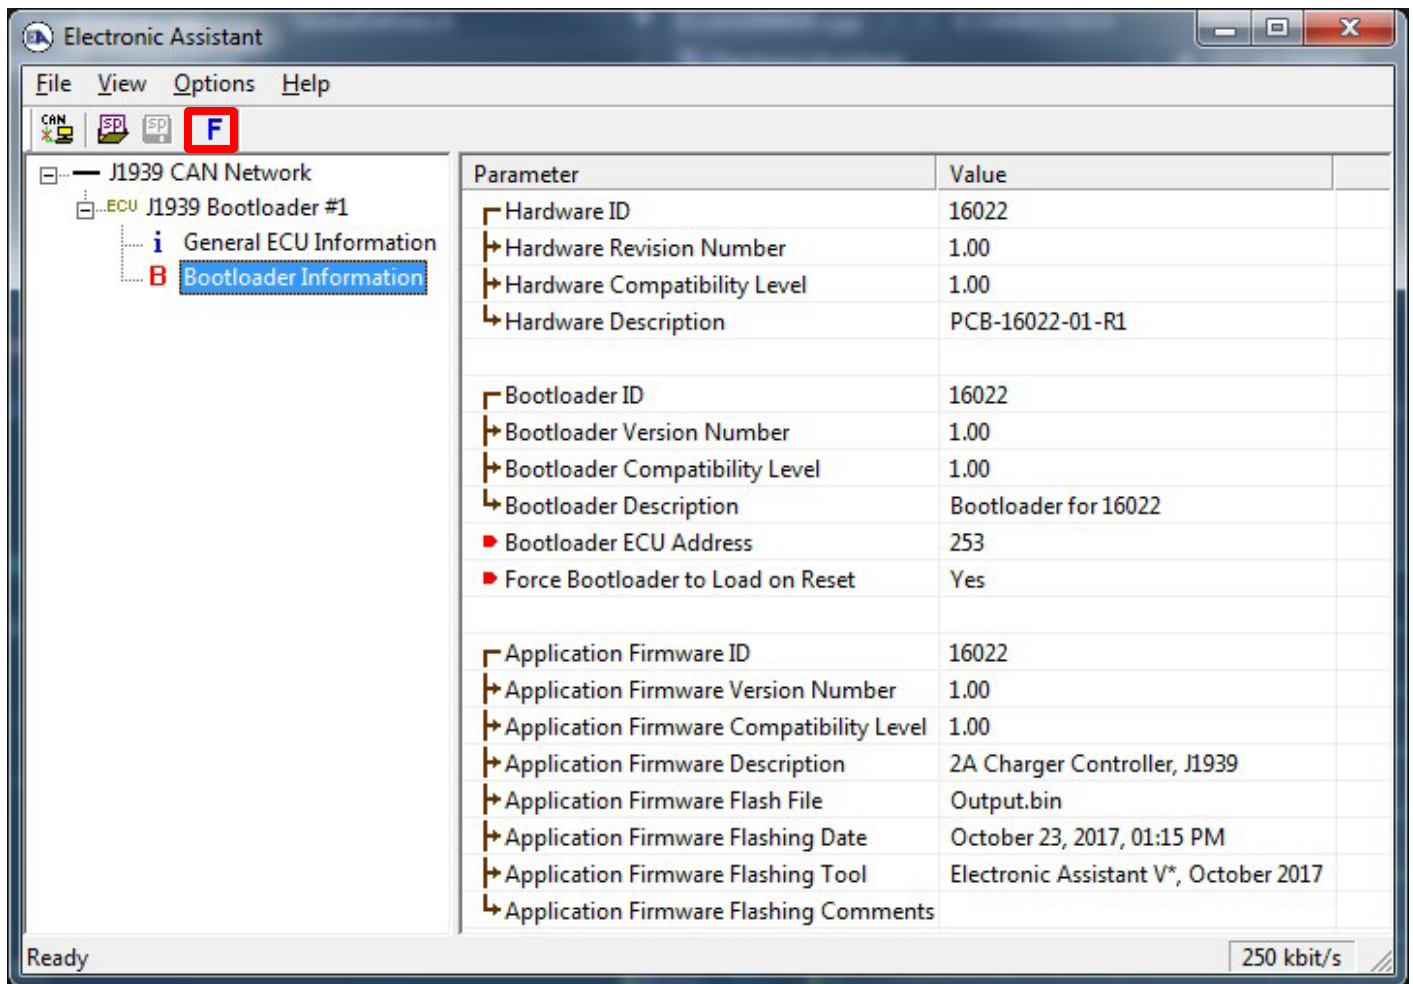 EA Electronic Assistant
File View Options Help
CAN SP SP F
J1939 CAN Network
ECU J1939 Bootloader #1
i General ECU Information
B Bootloader Information
Parameter Value
Hardware ID 16022
Hardware Revision Number 1.00
Hardware Compatibility Level 1.00
Hardware Description PCB-16022-01-R1
Bootloader ID 16022
Bootloader Version Number 1.00
Bootloader Compatibility Level 1.00
Bootloader Description Bootloader for 16022
Bootloader ECU Address 253
Force Bootloader to Load on Reset Yes
Application Firmware ID 16022
Application Firmware Version Number 1.00
Application Firmware Compatibility Level 1.00
Application Firmware Description 2A Charger Controller, J1939
Application Firmware Flash File Output.bin
Application Firmware Flashing Date October 23, 2017, 01:15 PM
Application Firmware Flashing Tool Electronic Assistant V*, October 2017
Application Firmware Flashing Comments
Ready 250 kbit/s